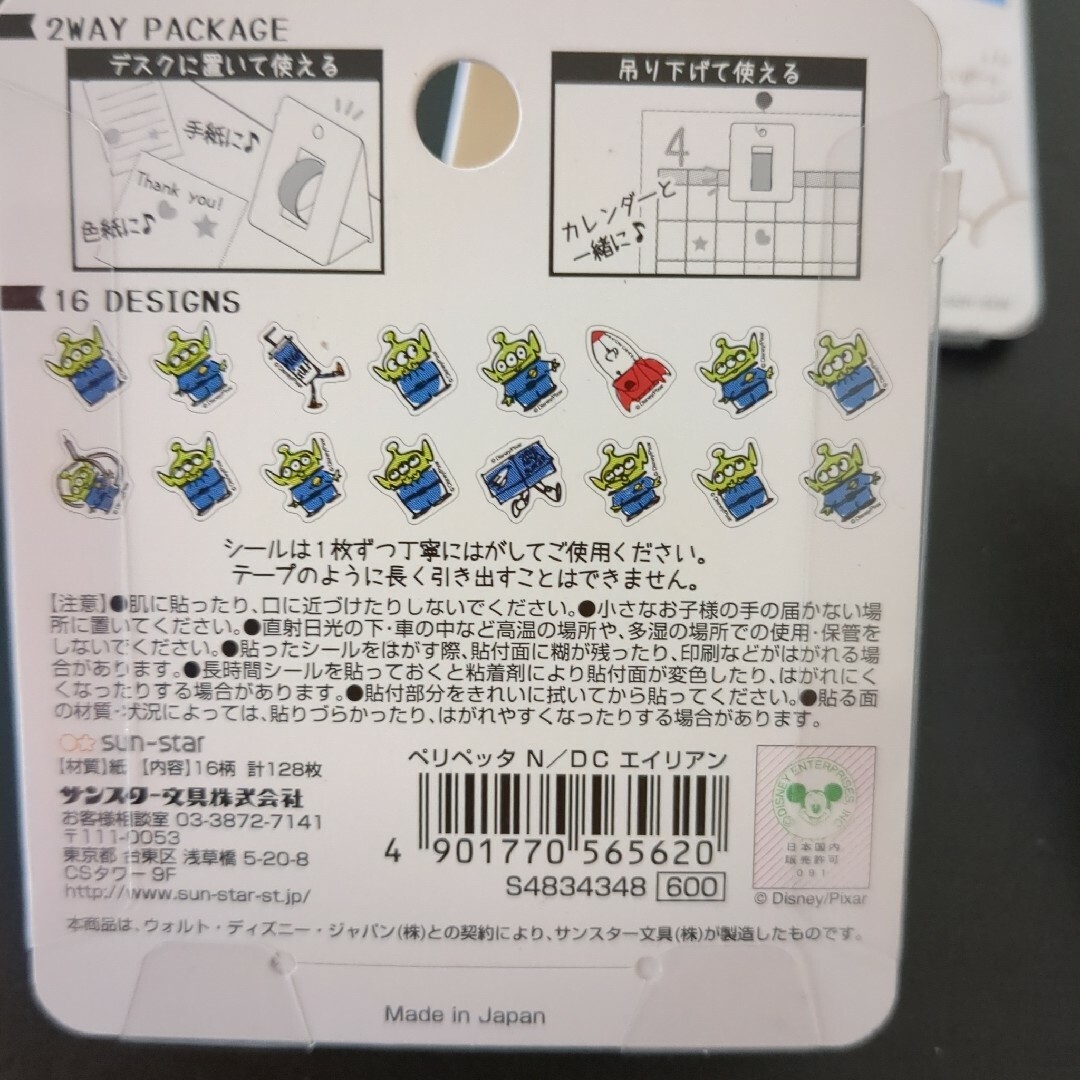 2WAY PACKAGE
デスクに置いて使える
手紙に♪
Thank you!
色紙に♪
吊り下げて使える
4
カレンダーと
一緒に♪
16 DESIGNS
シールは1枚ずつ丁寧にはがしてご使用ください。
テープのように長く引き出すことはできません。
【注意】●肌に貼ったり、口に近づけたりしないでください。●小さなお子様の手の届かない場
所に置いてください。●直射日光の下・車の中など高温の場所や、多湿の場所での使用・保管を
しないでください。●貼ったシールをはがす際、貼付面に糊が残ったり、印刷などがはがれる場
合があります。●長時間シールを貼っておくと粘着剤により貼付面が変色したり、はがれにく
くなったりする場合があります。●貼付部分をきれいに拭いてから貼ってください。●貼る面
の材質・状況によっては、貼りづらかったり、はがれやすくなったりする場合があります。
sun-star
【材質】紙 【内容】16柄 計128枚
サンスター文具株式会社
お客様相談室 03-3872-7141
〒111-0053
東京都 台東区 浅草橋 5-20-8
CSタワー 9F
http://www.sun-star-st.jp/
ペリペッタ N/DC エイリアン
4 901770 565620
S4834348 600
©DISNEY ENTERPRISES, INC
日本国内
販売許可
091
© Disney/Pixar
本商品は、ウォルト・ディズニー・ジャパン(株)との契約により、サンスター文具(株)が製造したものです。
Made in Japan